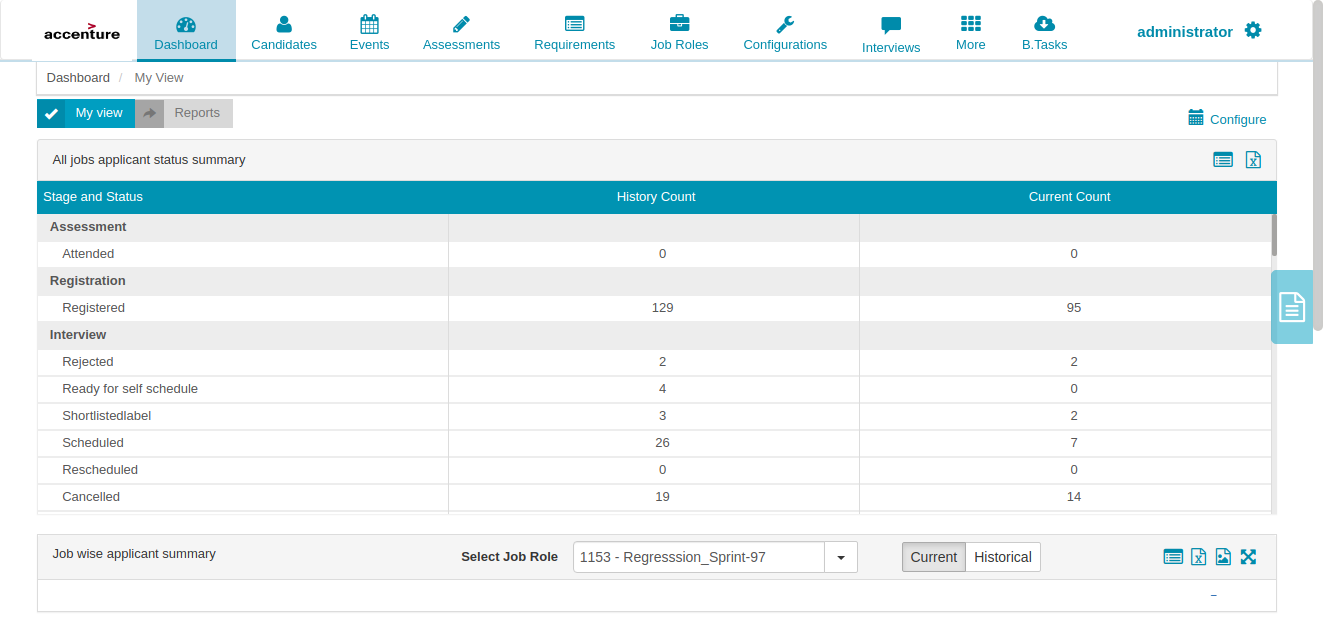 accenture
Dashboard
Candidates
Events
Assessments
Requirements
Job Roles
Configurations
Interviews
More
B.Tasks
administrator
Dashboard / My View
My view
Reports
Configure
All jobs applicant status summary
Stage and Status History Count Current Count
Assessment
Attended 0 0
Registration
Registered 129 95
Interview
Rejected 2 2
Ready for self schedule 4 0
Shortlistedlabel 3 2
Scheduled 26 7
Rescheduled 0 0
Cancelled 19 14
Job wise applicant summary
Select Job Role
1153 - Regresssion_Sprint-97
Current
Historical